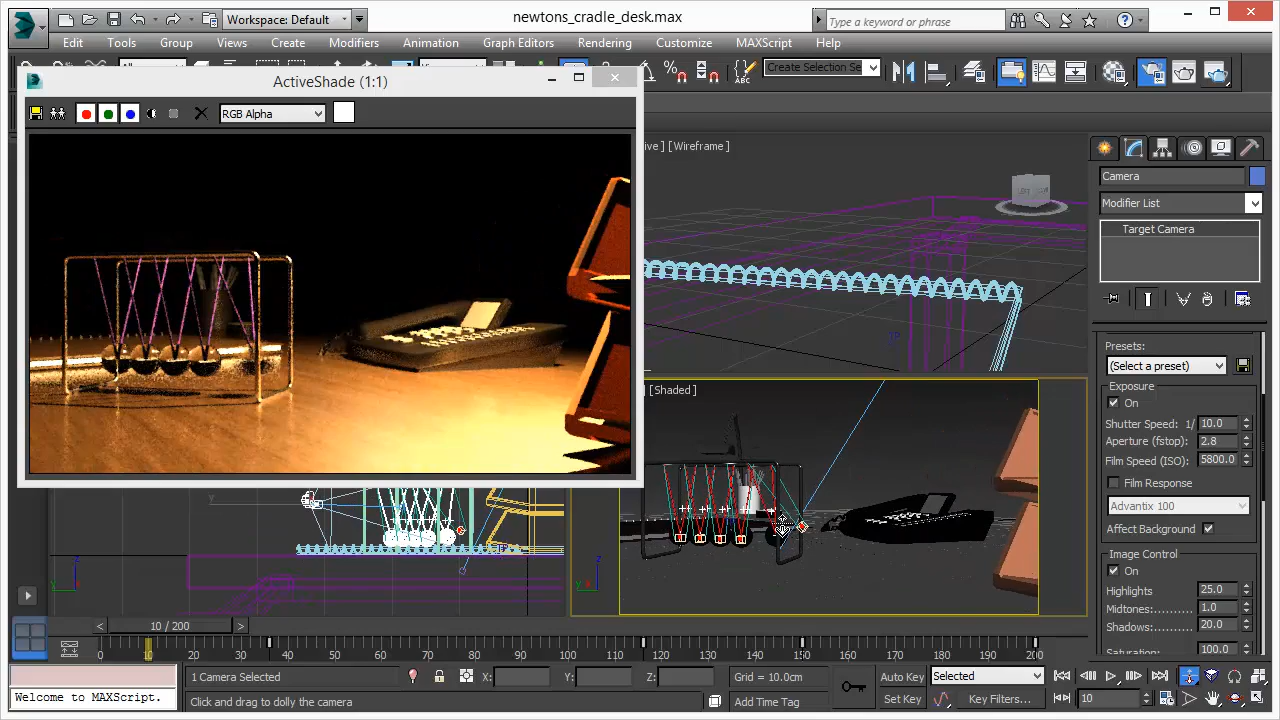 Workspace: Default
newtons_cradle_desk.max
Type a keyword or phrase
Edit Tools Group Views Create Modifiers Animation Graph Editors Rendering Customize MAXScript Help
Create Selection Se
ActiveShade (1:1)
RGB Alpha
[Wireframe]
Camera
Modifier List
Target Camera
Presets:
(Select a preset)
Exposure
On
Shutter Speed: 1/ 10.0
Aperture (fstop): 2.8
Film Speed (ISO): 5800.0
Film Response
Advantix 100
Affect Background
Image Control
On
Highlights 25.0
Midtones: 1.0
Shadows: 20.0
100.0
[Shaded]
10 / 200
0 20 30 40 50 60 70 80 90 100 110 120 130 140 150 160 170 180 190 200
1 Camera Selected
X: Y: Z:
Grid = 10.0cm
Auto Key
Selected
Welcome to MAXScript.
Click and drag to dolly the camera
Add Time Tag
Set Key
Key Filters...
10